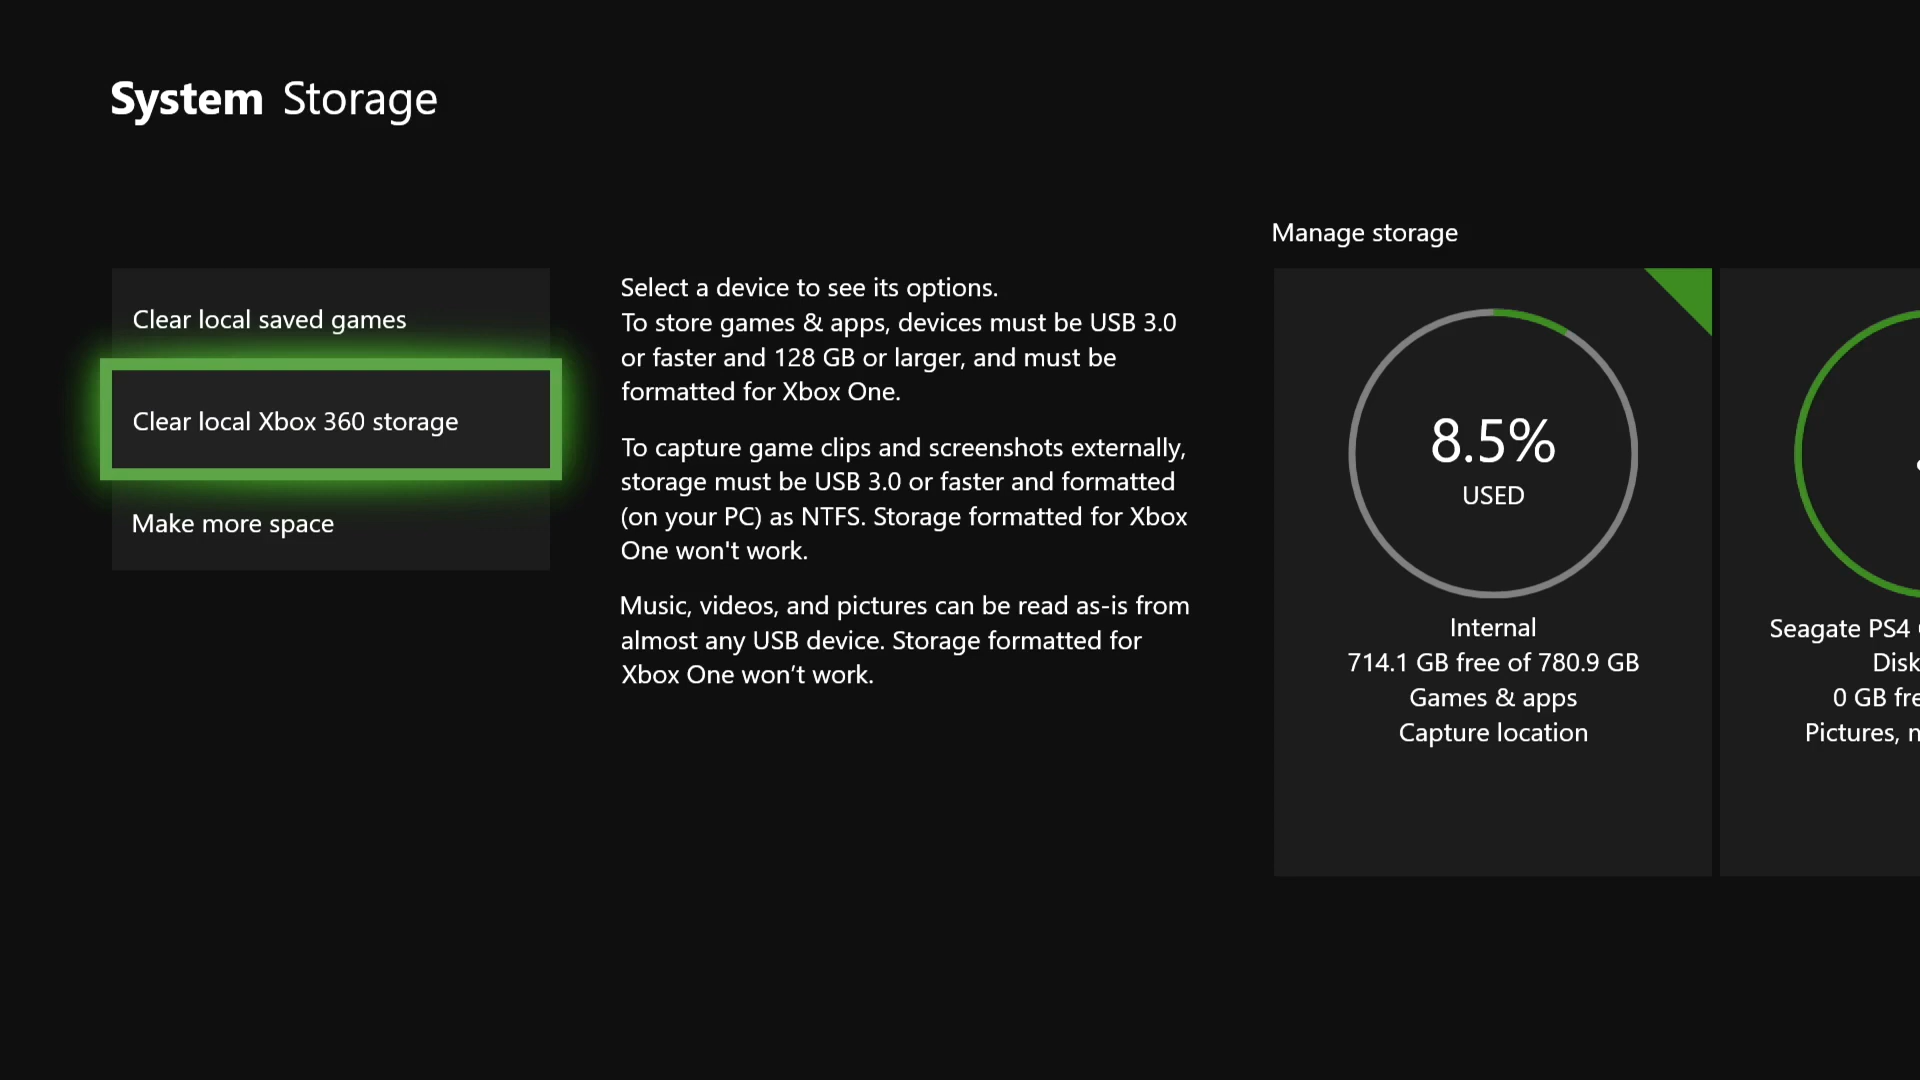 System Storage
Clear local saved games
Clear local Xbox 360 storage
Make more space
Select a device to see its options.
To store games & apps, devices must be USB 3.0
or faster and 128 GB or larger, and must be
formatted for Xbox One.
To capture game clips and screenshots externally,
storage must be USB 3.0 or faster and formatted
(on your PC) as NTFS. Storage formatted for Xbox
One won't work.
Music, videos, and pictures can be read as-is from
almost any USB device. Storage formatted for
Xbox One won’t work.
Manage storage
8.5%
USED
Internal
714.1 GB free of 780.9 GB
Games & apps
Capture location
Seagate PS4
Disk
0 GB
Pictures,